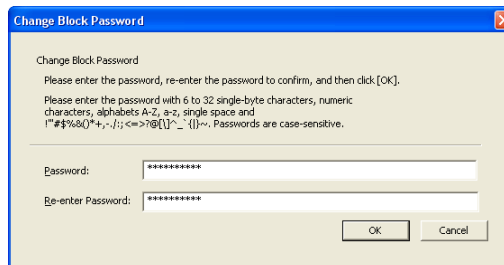 Change Block Password
Change Block Password
Please enter the password, re-enter the password to confirm, and then click [OK].
Please enter the password with 6 to 32 single-byte characters, numeric
characters, alphabets A-Z, a-z, single space and
!"#$%&()*+,-./:;<=>?@[\]^_`{|}~. Passwords are case-sensitive.
Password: **********
Re-enter Password: **********
OK Cancel